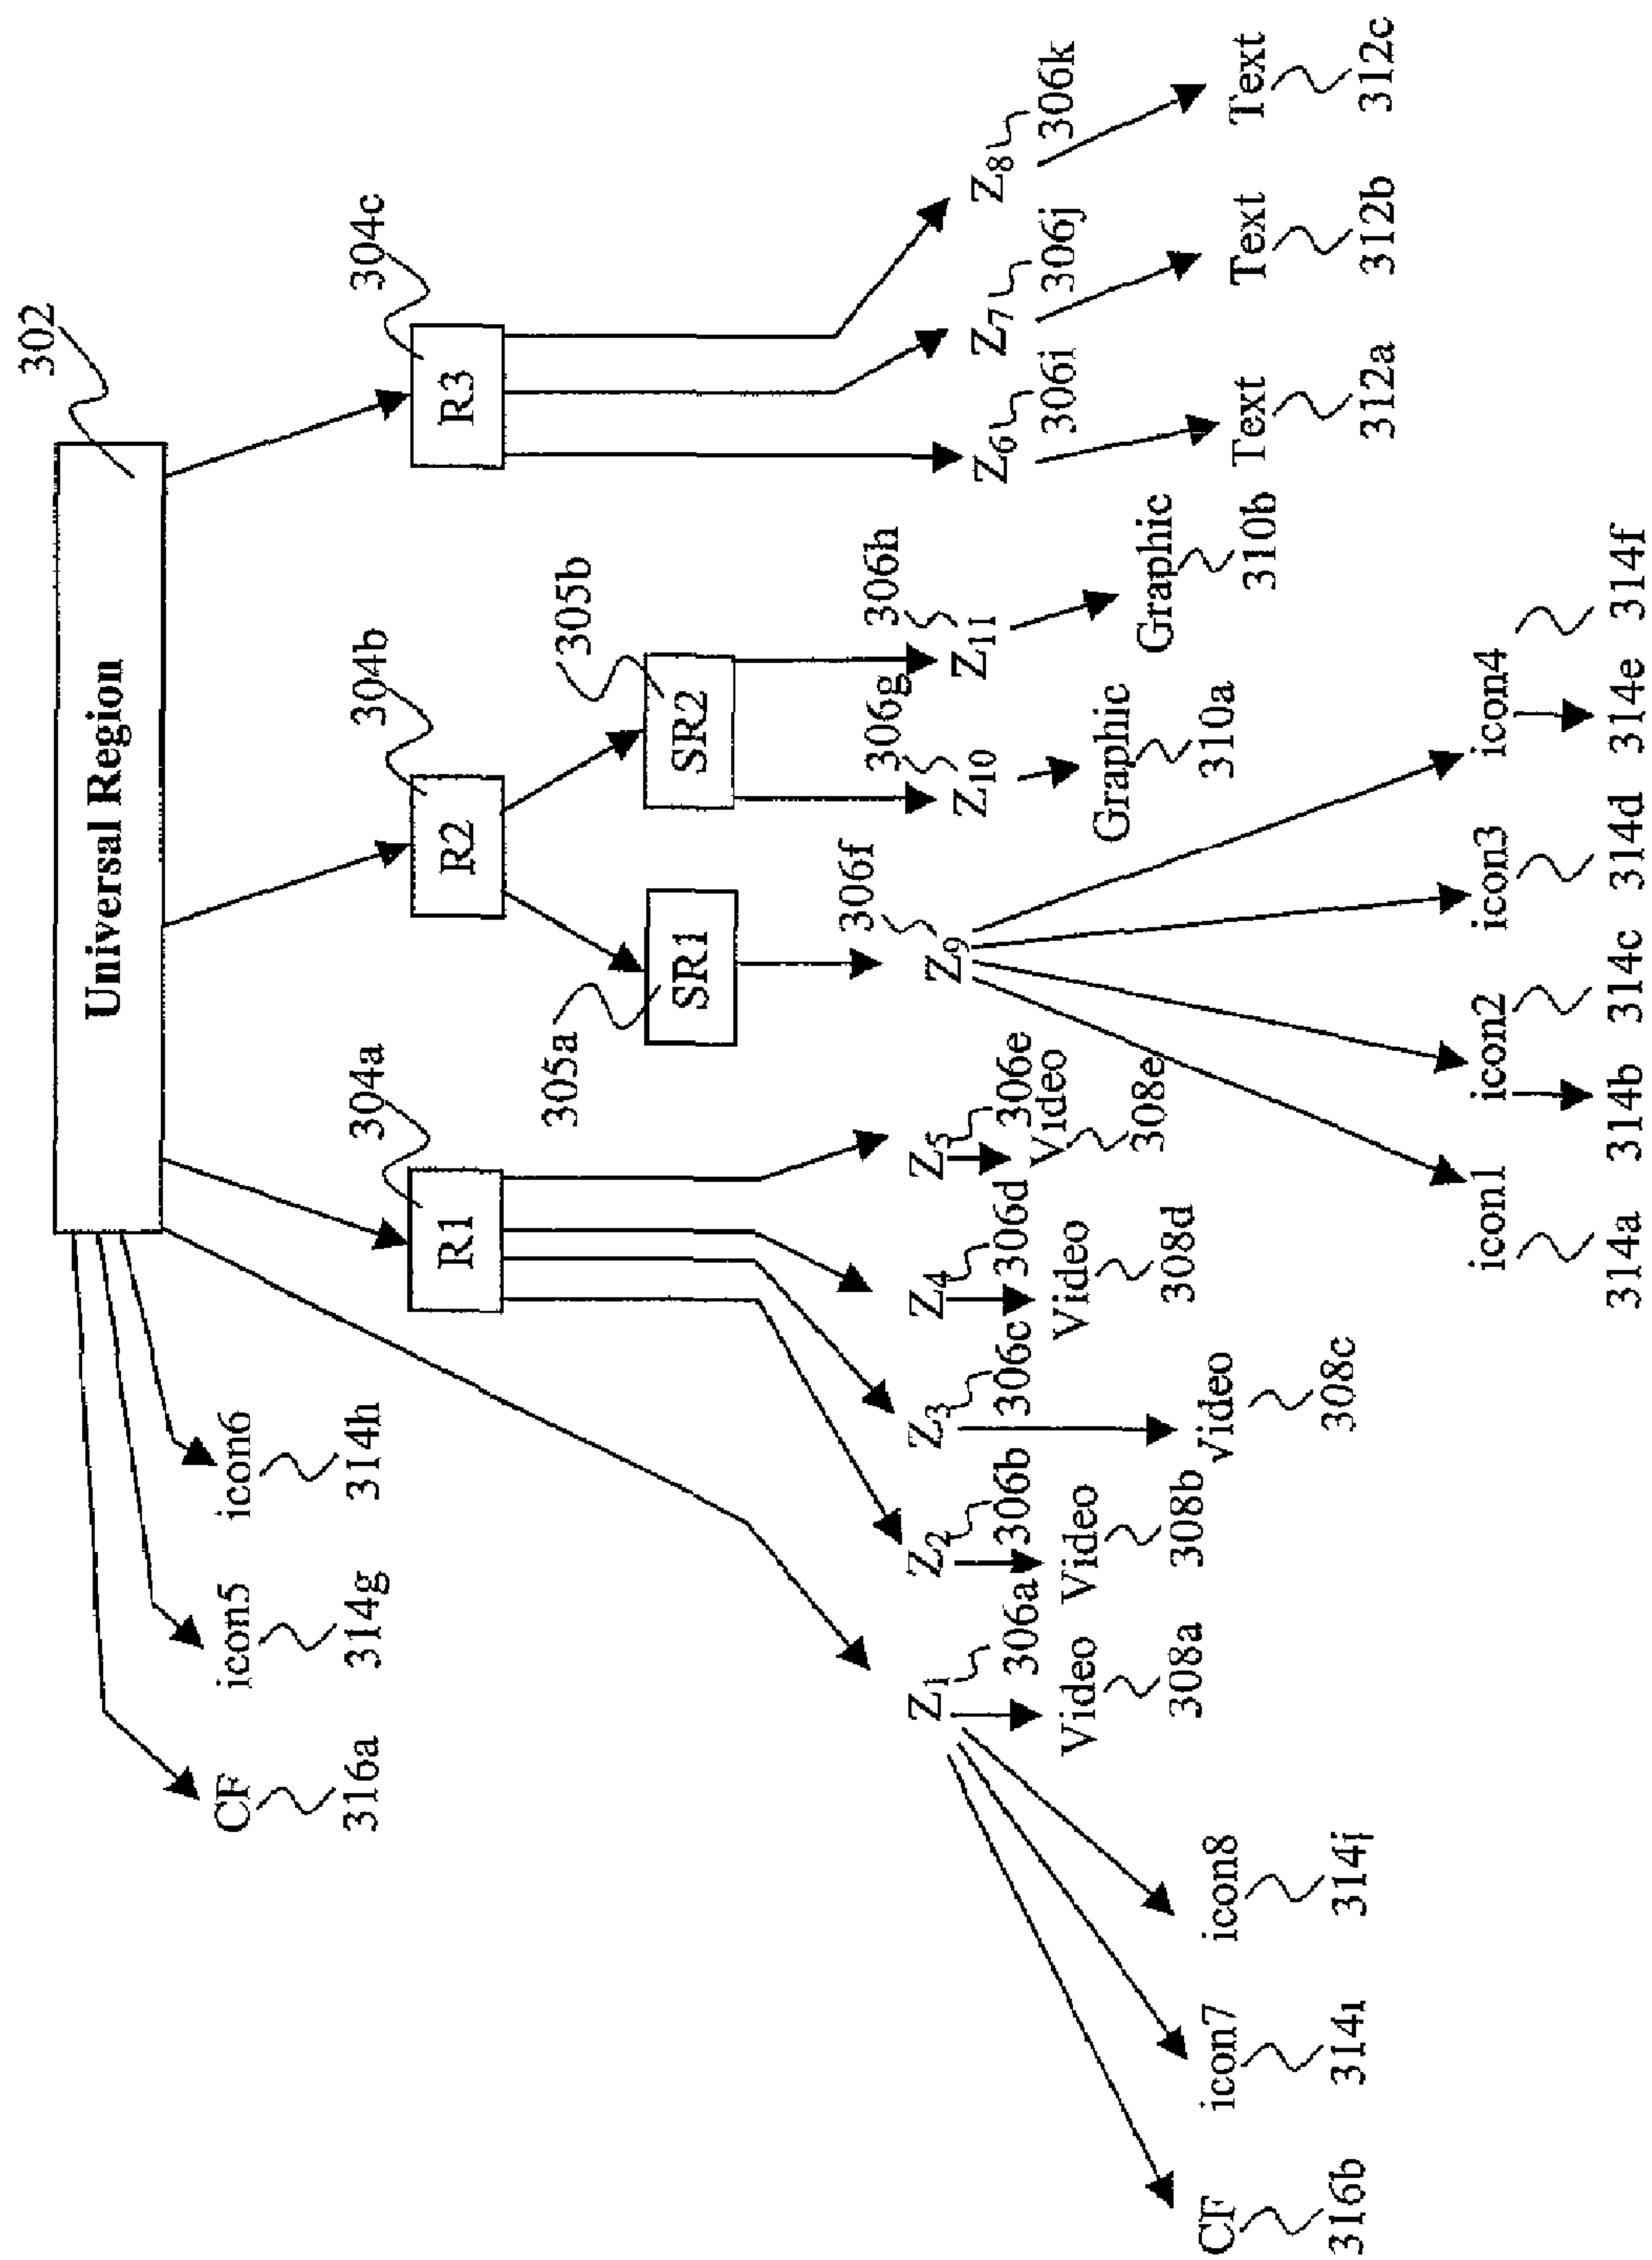 302
Universal Region
CF icon5 icon6
316a 314g 314h 304a 304b 304c
R1 R2 R3
305a 305b
SR1 SR2
306f 306g 306h
Z1 Z2 Z3 Z4 Z5 Z9 Z10 Z11 Z6 Z7 Z8
306a 306b 306c 306d 306e 306i 306j 306k
Video Video Video Video Graphic Graphic
308a 308b 308d 308e 310a 310b
CF icon7 icon8 Video Text Text Text
316b 314i 314j 308c 312a 312b 312c
icon1 icon2 icon3 icon4
314a 314b 314c 314d 314e 314f